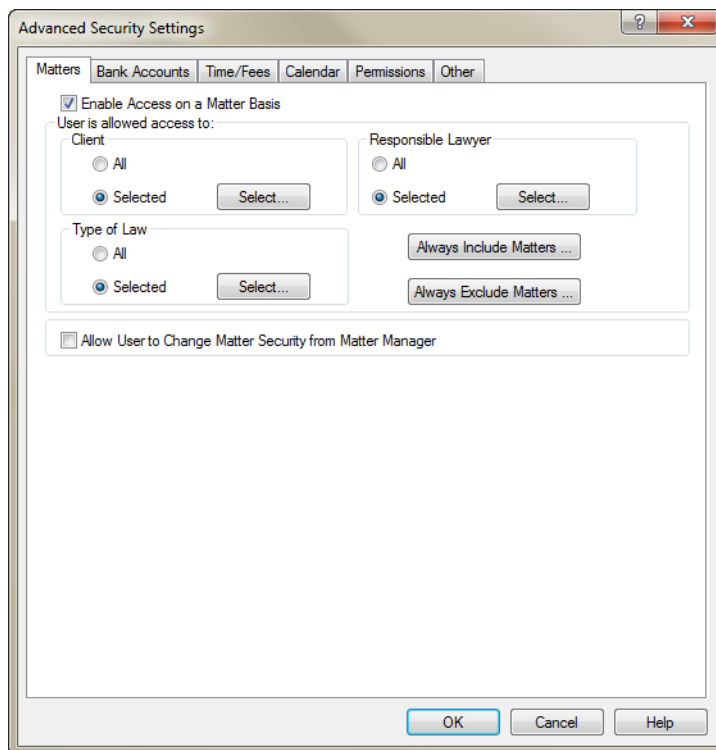 Advanced Security Settings
? X
Matters Bank Accounts Time/Fees Calendar Permissions Other
Enable Access on a Matter Basis
User is allowed access to:
Client
All
Selected Select...
Responsible Lawyer
All
Selected Select...
Type of Law
All
Selected Select...
Always Include Matters ...
Always Exclude Matters ...
Allow User to Change Matter Security from Matter Manager
OK Cancel Help